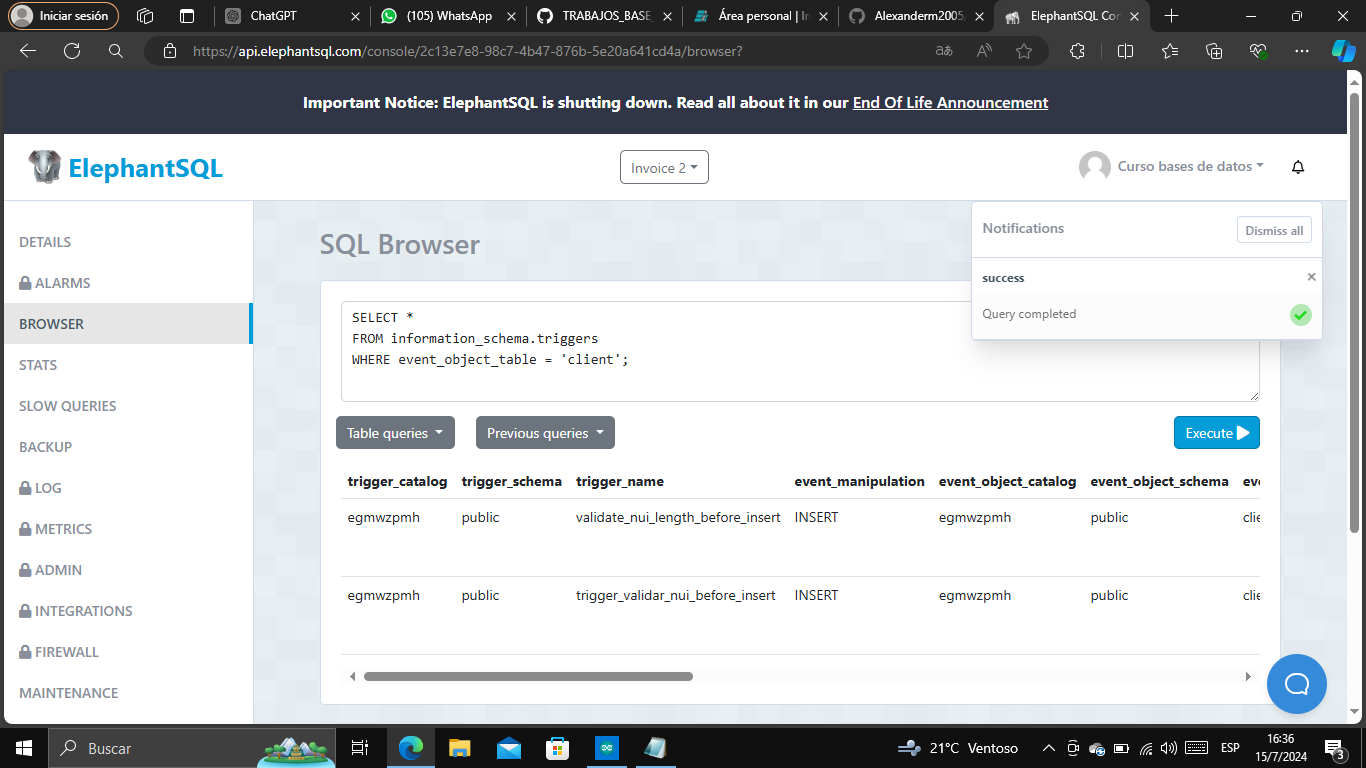 Iniciar sesión
ChatGPT
(105) WhatsApp
TRABAJOS_BASE_
Área personal | In
Alexanderm2005,
ElephantSQL Con
https://api.elephantsql.com/console/2c13e7e8-98c7-4b47-876b-5e20a641cd4a/browser?
Important Notice: ElephantSQL is shutting down. Read all about it in our End Of Life Announcement
ElephantSQL
Invoice 2
Curso bases de datos
Notifications
Dismiss all
success
Query completed
DETAILS
ALARMS
BROWSER
STATS
SLOW QUERIES
BACKUP
LOG
METRICS
ADMIN
INTEGRATIONS
FIREWALL
MAINTENANCE
SQL Browser
SELECT *
FROM information_schema.triggers
WHERE event_object_table = 'client';
Table queries
Previous queries
Execute
trigger_catalog trigger_schema trigger_name event_manipulation event_object_catalog event_object_schema eve
egmwzpmh public validate_nui_length_before_insert INSERT egmwzpmh public clie
egmwzpmh public trigger_validar_nui_before_insert INSERT egmwzpmh public clie
Buscar
21°C Ventoso
ESP
16:36
15/7/2024
3